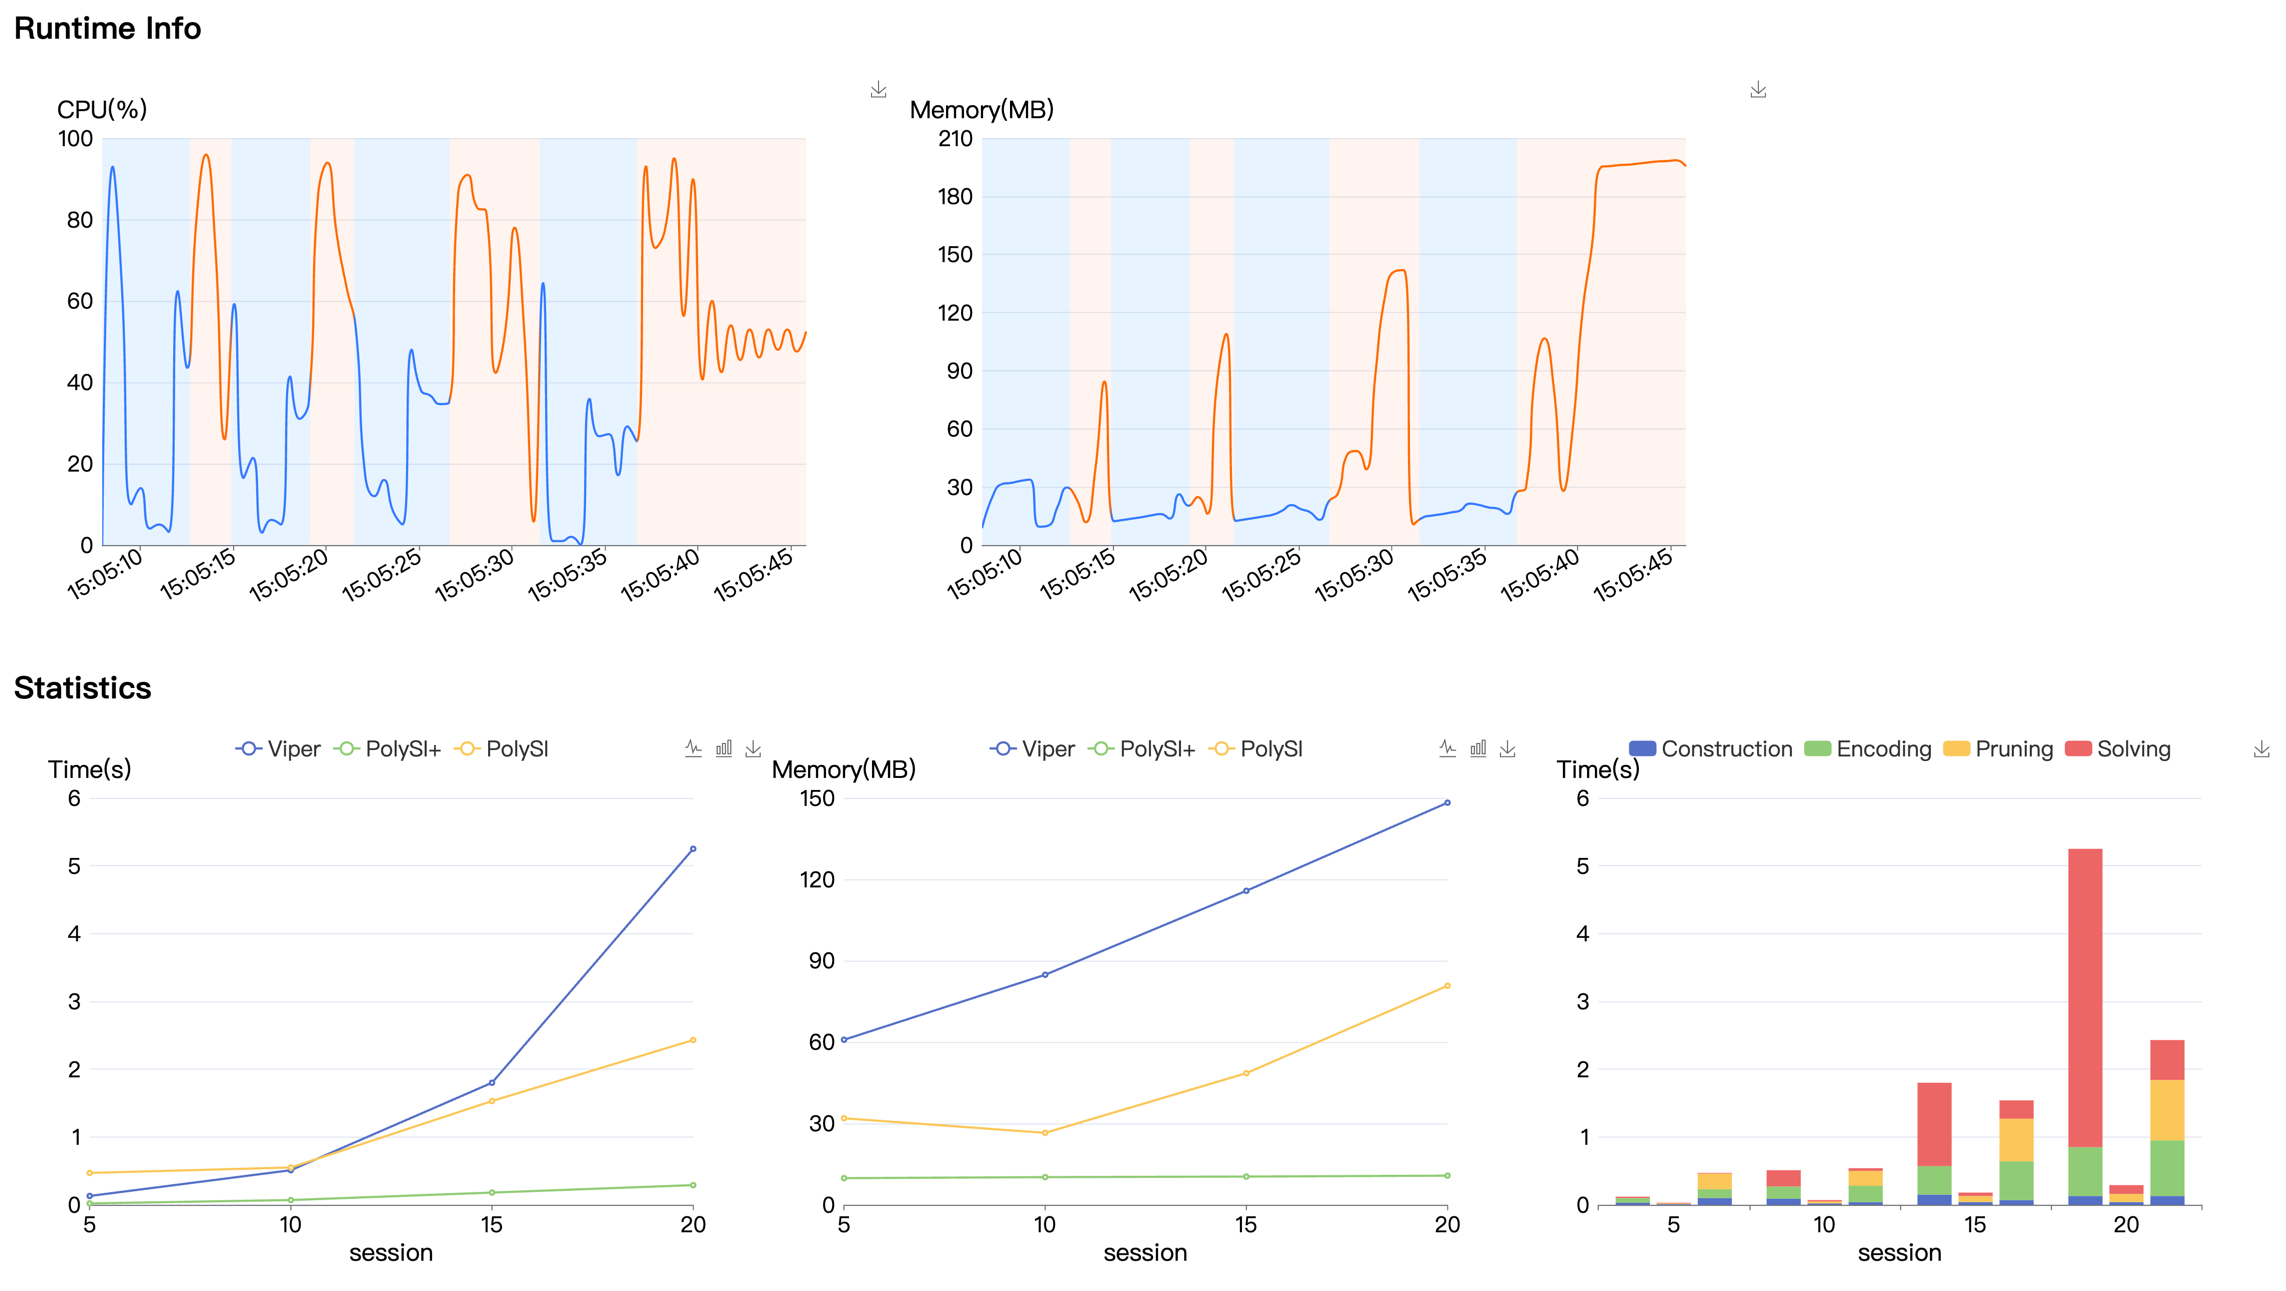 Runtime Info
CPU(%)
100
80
60
40
20
0
15:05:10 15:05:15 15:05:20 15:05:25 15:05:30 15:05:35 15:05:40 15:05:45
Memory(MB)
210
180
150
120
90
60
30
0
15:05:10 15:05:15 15:05:20 15:05:25 15:05:30 15:05:35 15:05:40 15:05:45
Statistics
Viper PolySI+ PolySI
Time(s)
6
5
4
3
2
1
0
5 10 15 20
session
Viper PolySI+ PolySI
Memory(MB)
150
120
90
60
30
0
5 10 15 20
session
Construction Encoding Pruning Solving
Time(s)
6
5
4
3
2
1
0
5 10 15 20
session